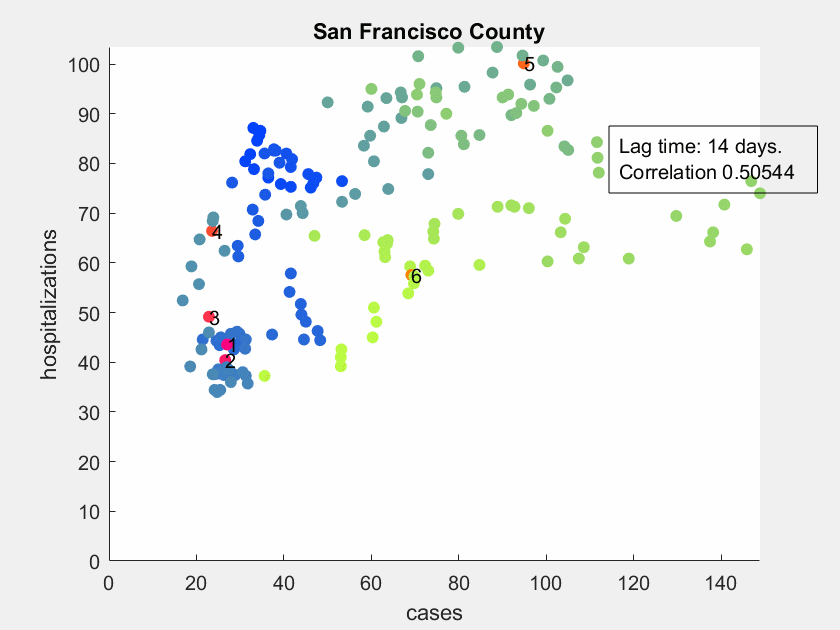 San Francisco County
100
90
80
70
60
50
40
30
20
10
0
hospitalizations
0 20 40 60 80 100 120 140
cases
Lag time: 14 days.
Correlation 0.50544
5
4
3
1
2
6